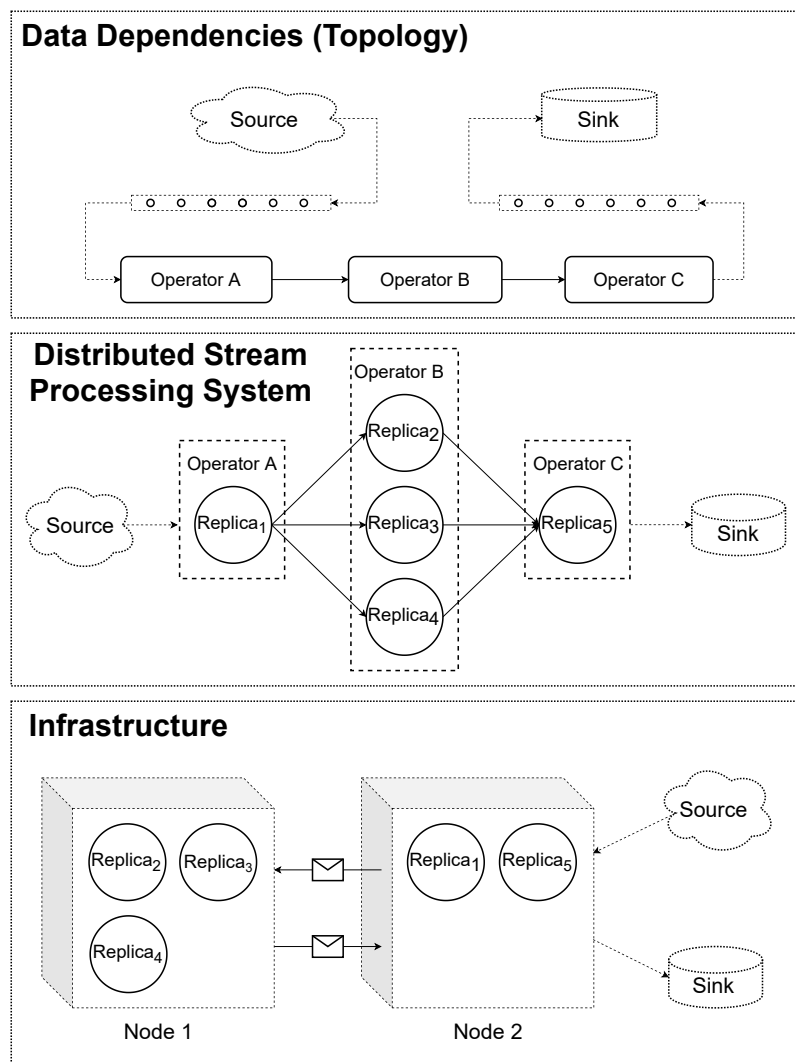 Data Dependencies (Topology)
Source
Sink
Operator A
Operator B
Operator C
Distributed Stream
Processing System
Operator B
Replica2
Operator A
Operator C
Source
Replica1
Replica3
Replica5
Sink
Replica4
Infrastructure
Source
Replica2
Replica3
Replica1
Replica5
Replica4
Sink
Node 1
Node 2